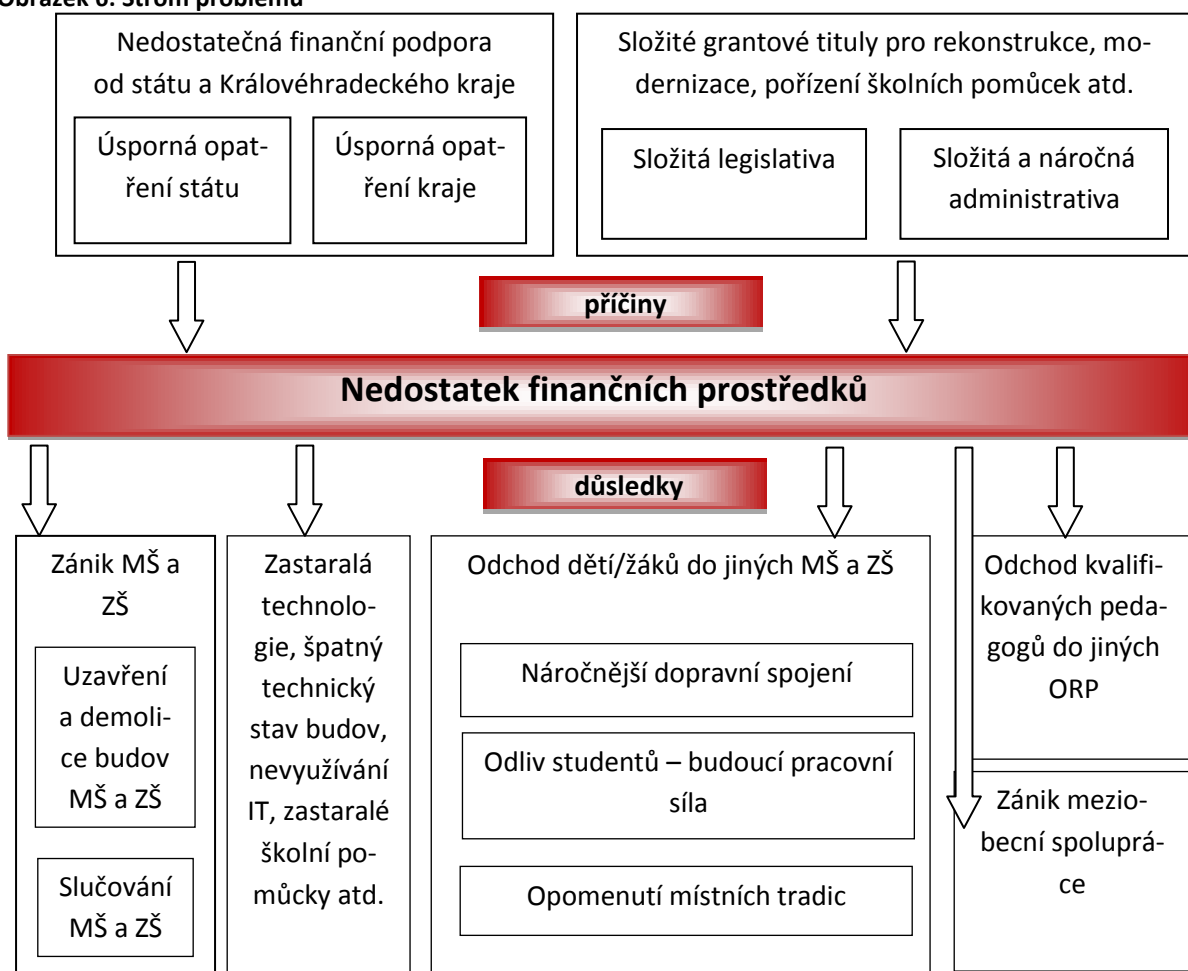 Obrázek 6: Strom problémů
Nedostatečná finanční podpora
od státu a Královéhradeckého kraje
Úsporná opat-
ření státu
Úsporná opat-
ření kraje
Složité grantové tituly pro rekonstrukce, mo-
dernizace, pořízení školních pomůcek atd.
Složitá legislativa
Složitá a náročná
administrativa
příčiny
Nedostatek finančních prostředků
důsledky
Zánik MŠ a
ZŠ
Uzavření
a demoli-
ce budov
MŠ a ZŠ
Slučování
MŠ a ZŠ
Zastaralá
technolo-
gie, špatný
technický
stav budov,
nevyužívání
IT, zastaralé
školní po-
můcky atd.
Odchod dětí/žáků do jiných MŠ a ZŠ
Náročnější dopravní spojení
Odliv studentů – budoucí pracovní
síla
Opomenutí místních tradic
Odchod kvalifi-
kovaných peda-
gogů do jiných
ORP
Zánik mezio-
becní spoluprá-
ce